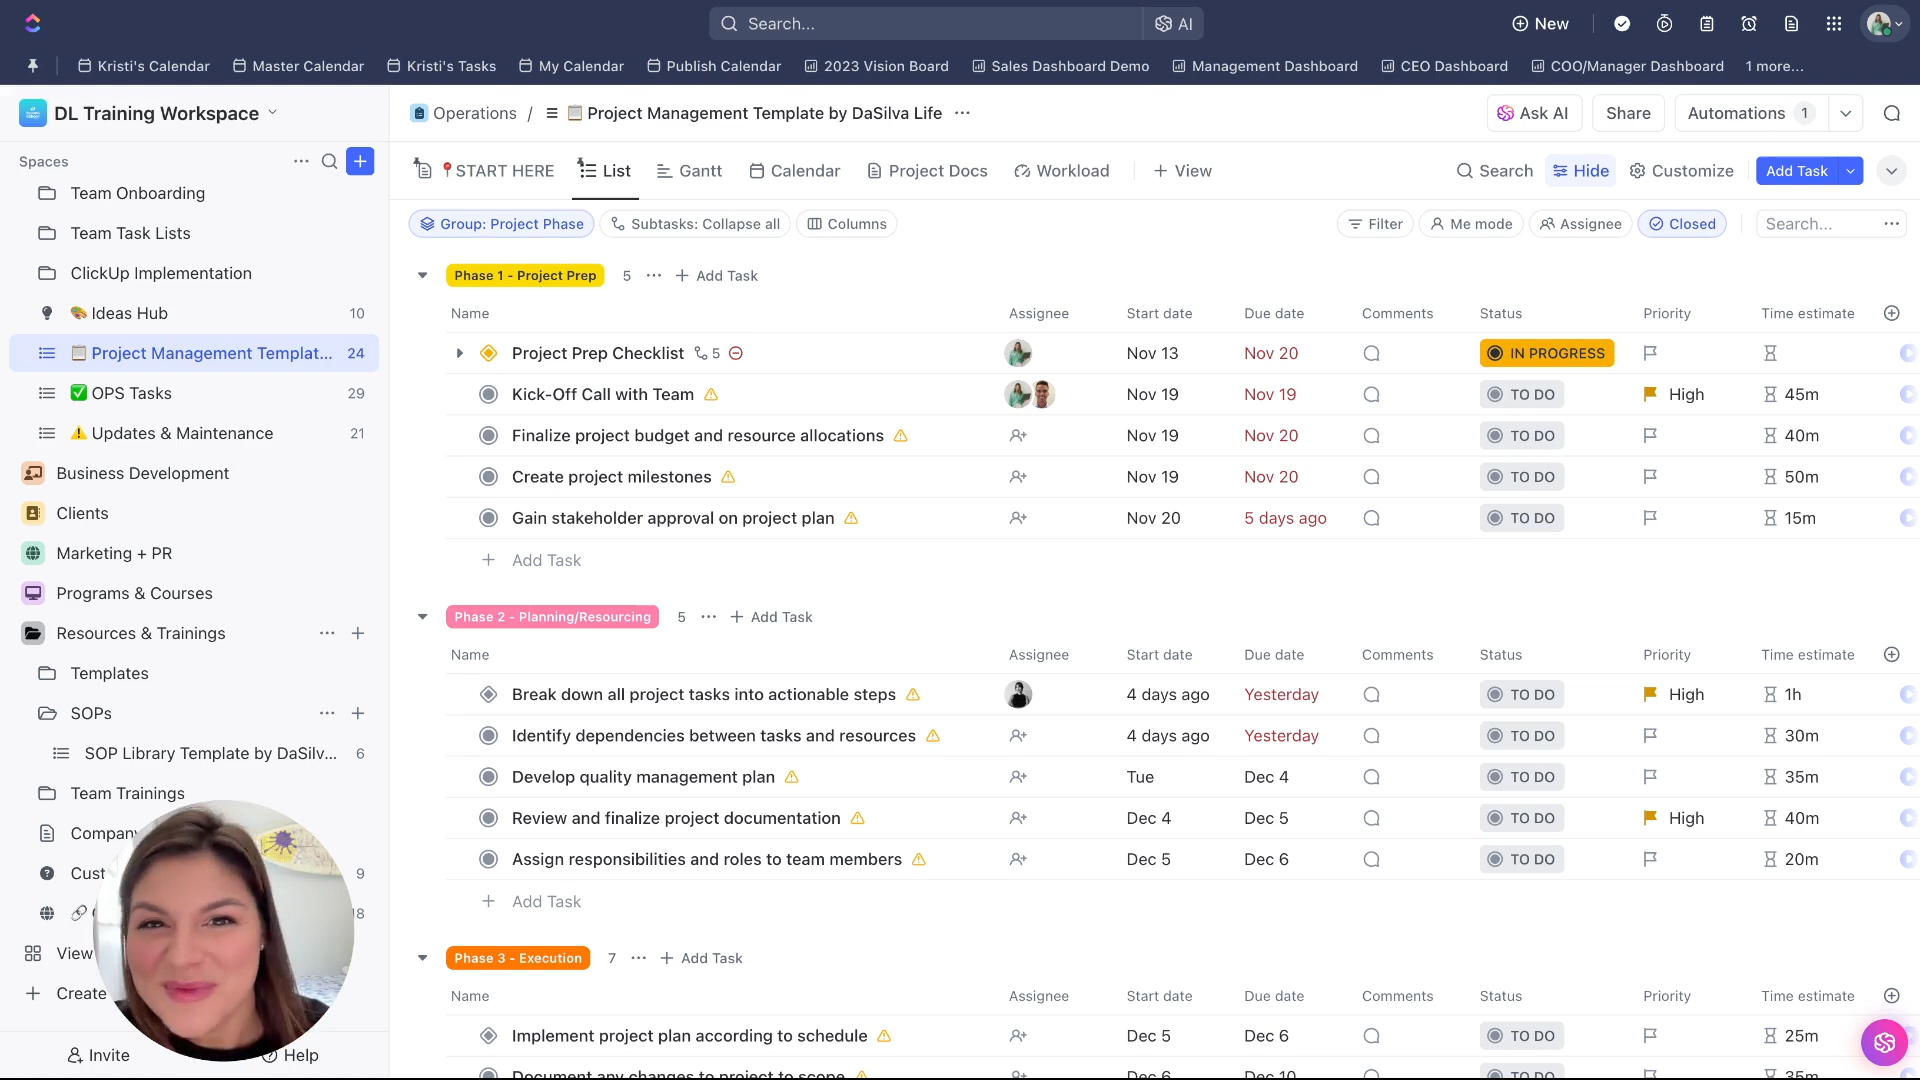 Search...
AI
New
Kristi's Calendar
Master Calendar
Kristi's Tasks
My Calendar
Publish Calendar
2023 Vision Board
Sales Dashboard Demo
Management Dashboard
CEO Dashboard
COO/Manager Dashboard
1 more...
DL Training Workspace
Operations / Project Management Template by DaSilva Life
Ask AI
Share
Automations 1
Spaces
START HERE
List
Gantt
Calendar
Project Docs
Workload
View
Search
Hide
Customize
Add Task
Team Onboarding
Team Task Lists
ClickUp Implementation
Ideas Hub 10
Project Management Templat... 24
OPS Tasks 29
Updates & Maintenance 21
Business Development
Clients
Marketing + PR
Programs & Courses
Resources & Trainings
Templates
SOPs
SOP Library Template by DaSilv... 6
Team Trainings
9
View
Create
Invite
Help
Group: Project Phase
Subtasks: Collapse all
Columns
Filter
Me mode
Assignee
Closed
Search...
Phase 1 - Project Prep 5 Add Task
Name Assignee Start date Due date Comments Status Priority Time estimate
Project Prep Checklist 5 Nov 13 Nov 20 IN PROGRESS
Kick-Off Call with Team Nov 19 Nov 19 TO DO High 45m
Finalize project budget and resource allocations Nov 19 Nov 20 TO DO 40m
Create project milestones Nov 19 Nov 20 TO DO 50m
Gain stakeholder approval on project plan Nov 20 5 days ago TO DO 15m
Add Task
Phase 2 - Planning/Resourcing 5 Add Task
Name Assignee Start date Due date Comments Status Priority Time estimate
Break down all project tasks into actionable steps 4 days ago Yesterday TO DO High 1h
Identify dependencies between tasks and resources 4 days ago Yesterday TO DO 30m
Develop quality management plan Tue Dec 4 TO DO 35m
Review and finalize project documentation Dec 4 Dec 5 TO DO High 40m
Assign responsibilities and roles to team members Dec 5 Dec 6 TO DO 20m
Add Task
Phase 3 - Execution 7 Add Task
Name Assignee Start date Due date Comments Status Priority Time estimate
Implement project plan according to schedule Dec 5 Dec 6 TO DO 25m
Document any changes to project to scope Dec 6 Dec 10 TO DO 35m